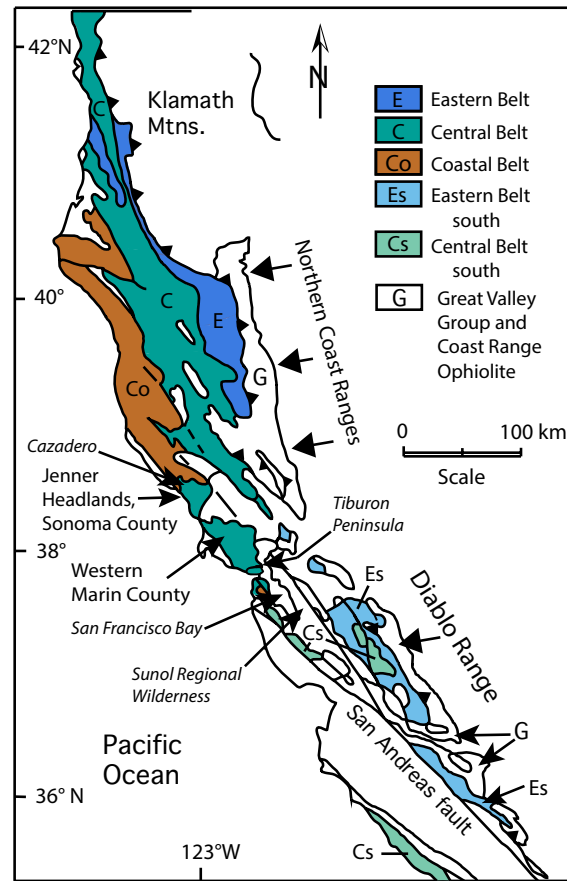 42°N
Klamath
Mtns.
N
C
E
Eastern Belt
C
Central Belt
Co
Coastal Belt
Es
Eastern Belt
south
Cs
Central Belt
south
G
Great Valley
Group and
Coast Range
Ophiolite
40°
C
E
G
Northern Coast Ranges
Co
0
100 km
Scale
Cazadero
Jenner
Headlands,
Sonoma County
Tiburon
Peninsula
38°
Western
Marin County
Es
Diablo Range
San Francisco Bay
Cs
Sunol Regional
Wilderness
G
San Andreas fault
Pacific
Ocean
36° N
Es
Cs
123°W